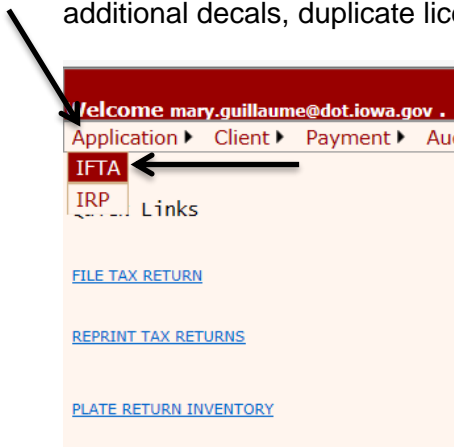 additional decals, duplicate lic
Welcome mary.guillaume@dot.iowa.gov .
Application Client Payment Au
IFTA
IRP
Links
FILE TAX RETURN
REPRINT TAX RETURNS
PLATE RETURN INVENTORY